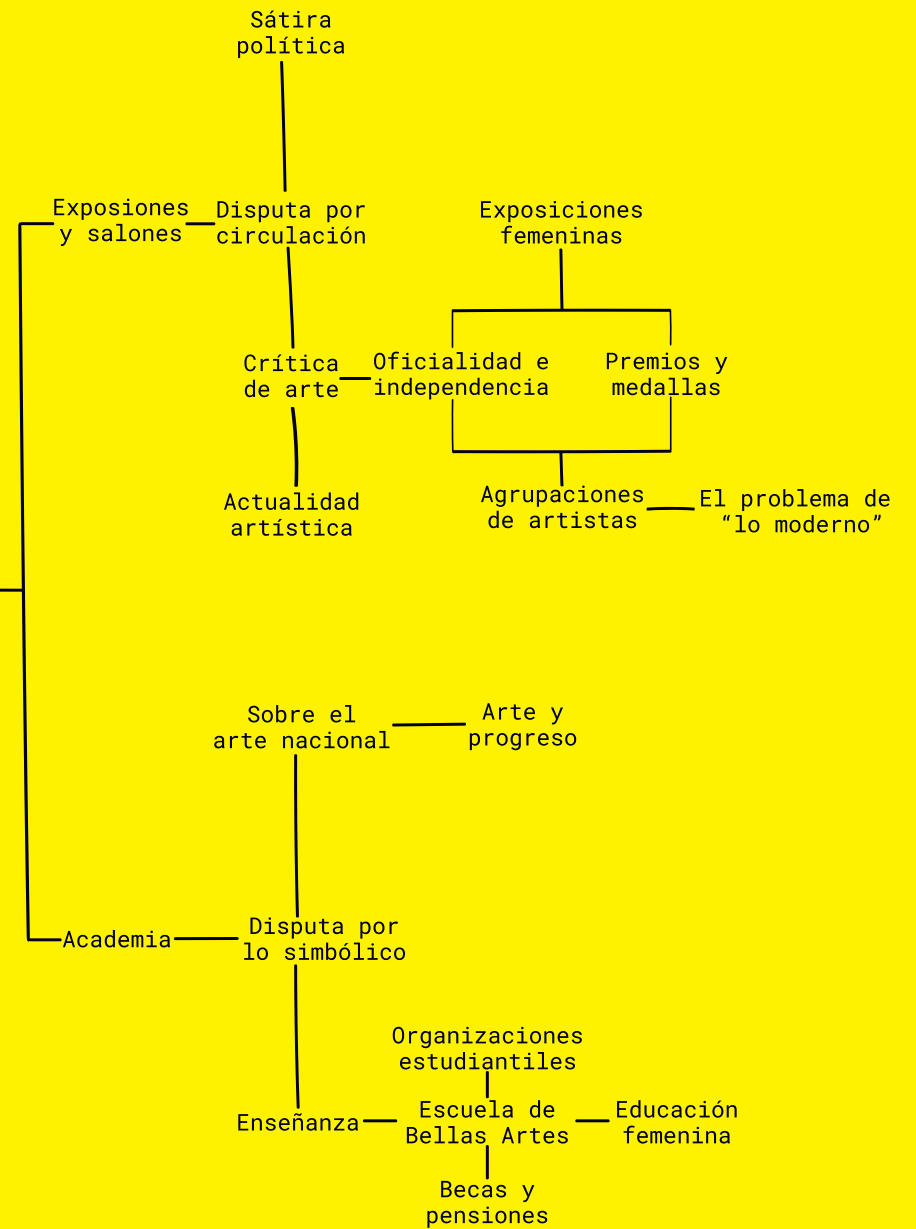 Sátira
política
Exposiones
y salones
Disputa por
circulación
Exposiciones
femeninas
Crítica
de arte
Oficialidad e
independencia
Premios y
medallas
Actualidad
artística
Agrupaciones
de artistas
El problema de
“lo moderno”
Sobre el
arte nacional
Arte y
progreso
Academia
Disputa por
lo simbólico
Organizaciones
estudiantiles
Enseñanza
Escuela de
Bellas Artes
Educación
femenina
Becas y
pensiones